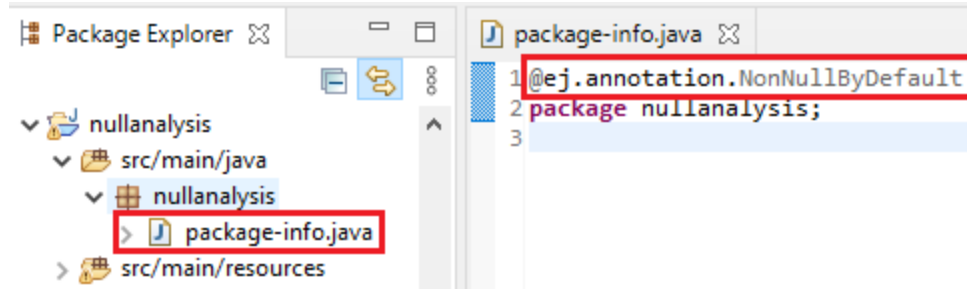 Package Explorer
nullanalysis
src/main/java
nullanalysis
package-info.java
src/main/resources
package-info.java
1 @ej.annotation.NonNullByDefault
2 package nullanalysis;
3